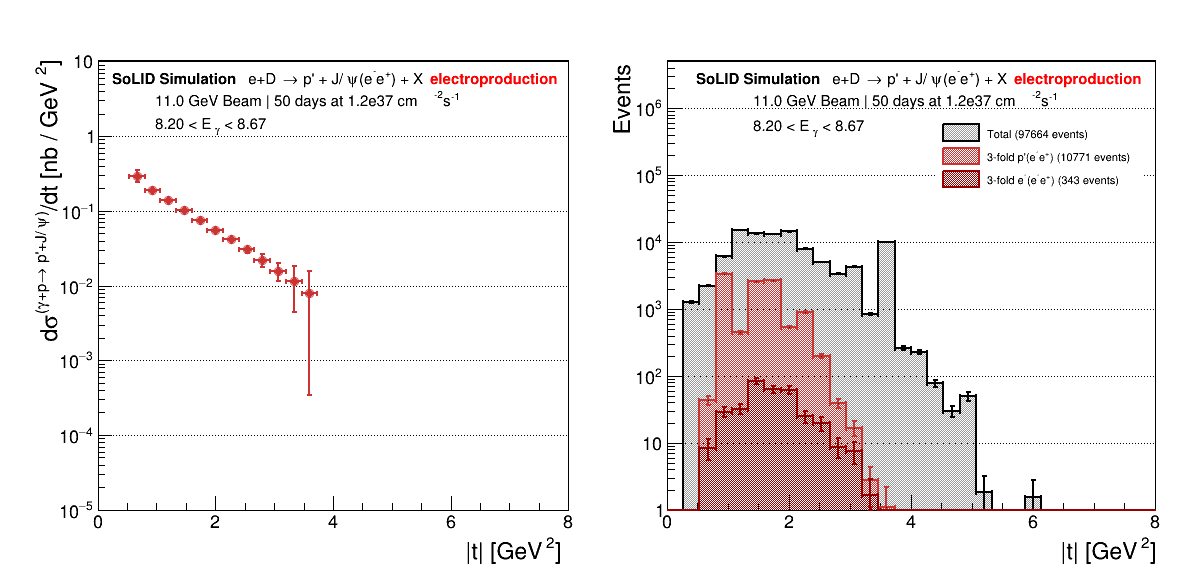 SoLID Simulation e+D → p' + J/ψ(e⁻e⁺) + X electroproduction
11.0 GeV Beam | 50 days at 1.2e37 cm⁻²s⁻¹
8.20 < E_γ < 8.67
dσ(γ+p→ p'+J/ψ)/dt [nb / GeV²]
10
1
10⁻¹
10⁻²
10⁻³
10⁻⁴
10⁻⁵
0 2 4 6 8
|t| [GeV²]
SoLID Simulation e+D → p' + J/ψ(e⁻e⁺) + X electroproduction
11.0 GeV Beam | 50 days at 1.2e37 cm⁻²s⁻¹
8.20 < E_γ < 8.67
Total (97664 events)
3-fold p'(e⁻e⁺) (10771 events)
3-fold e⁻(e⁻e⁺) (343 events)
Events
10⁶
10⁵
10⁴
10³
10²
10
1
0 2 4 6 8
|t| [GeV²]